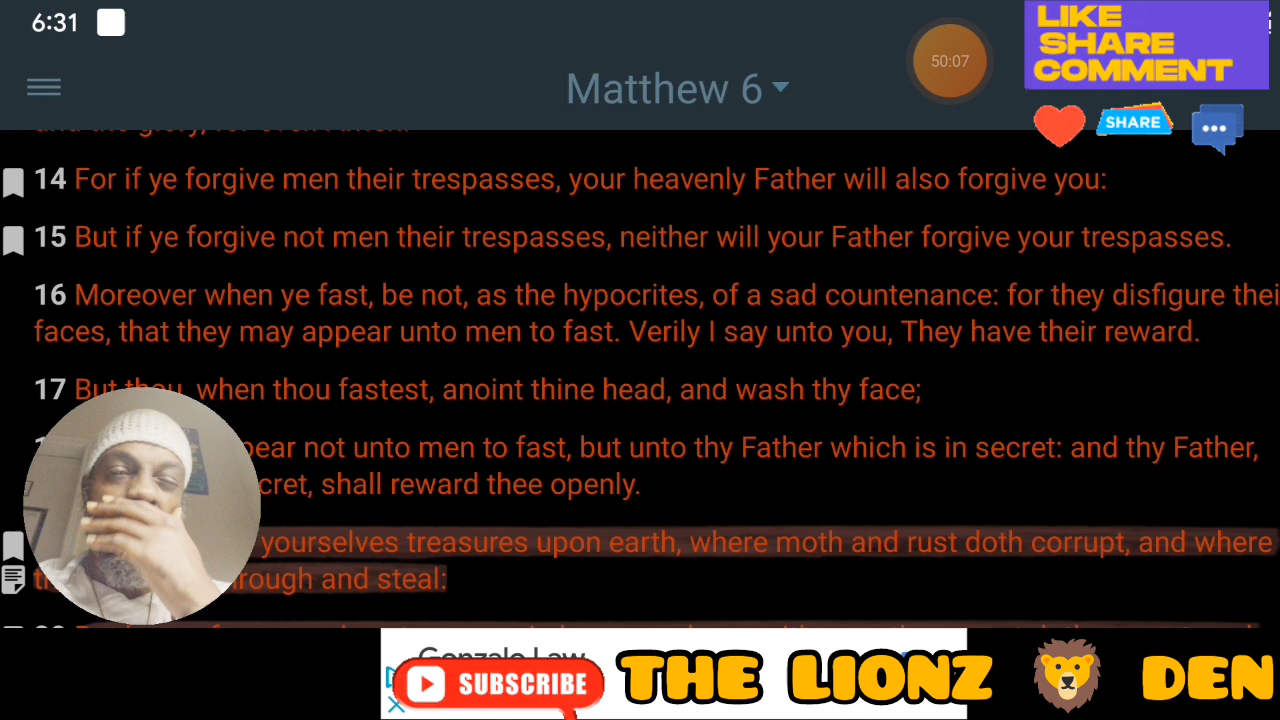 6:31
50:07
LIKE
SHARE
COMMENT
Matthew 6
SHARE
14 For if ye forgive men their trespasses, your heavenly Father will also forgive you:
15 But if ye forgive not men their trespasses, neither will your Father forgive your trespasses.
16 Moreover when ye fast, be not, as the hypocrites, of a sad countenance: for they disfigure thei
faces, that they may appear unto men to fast. Verily I say unto you, They have their reward.
17 But thou, when thou fastest, anoint thine head, and wash thy face;
pear not unto men to fast, but unto thy Father which is in secret: and thy Father,
cret, shall reward thee openly.
yourselves treasures upon earth, where moth and rust doth corrupt, and where
rough and steal:
Gonzalo Law
SUBSCRIBE
THE LIONZ DEN